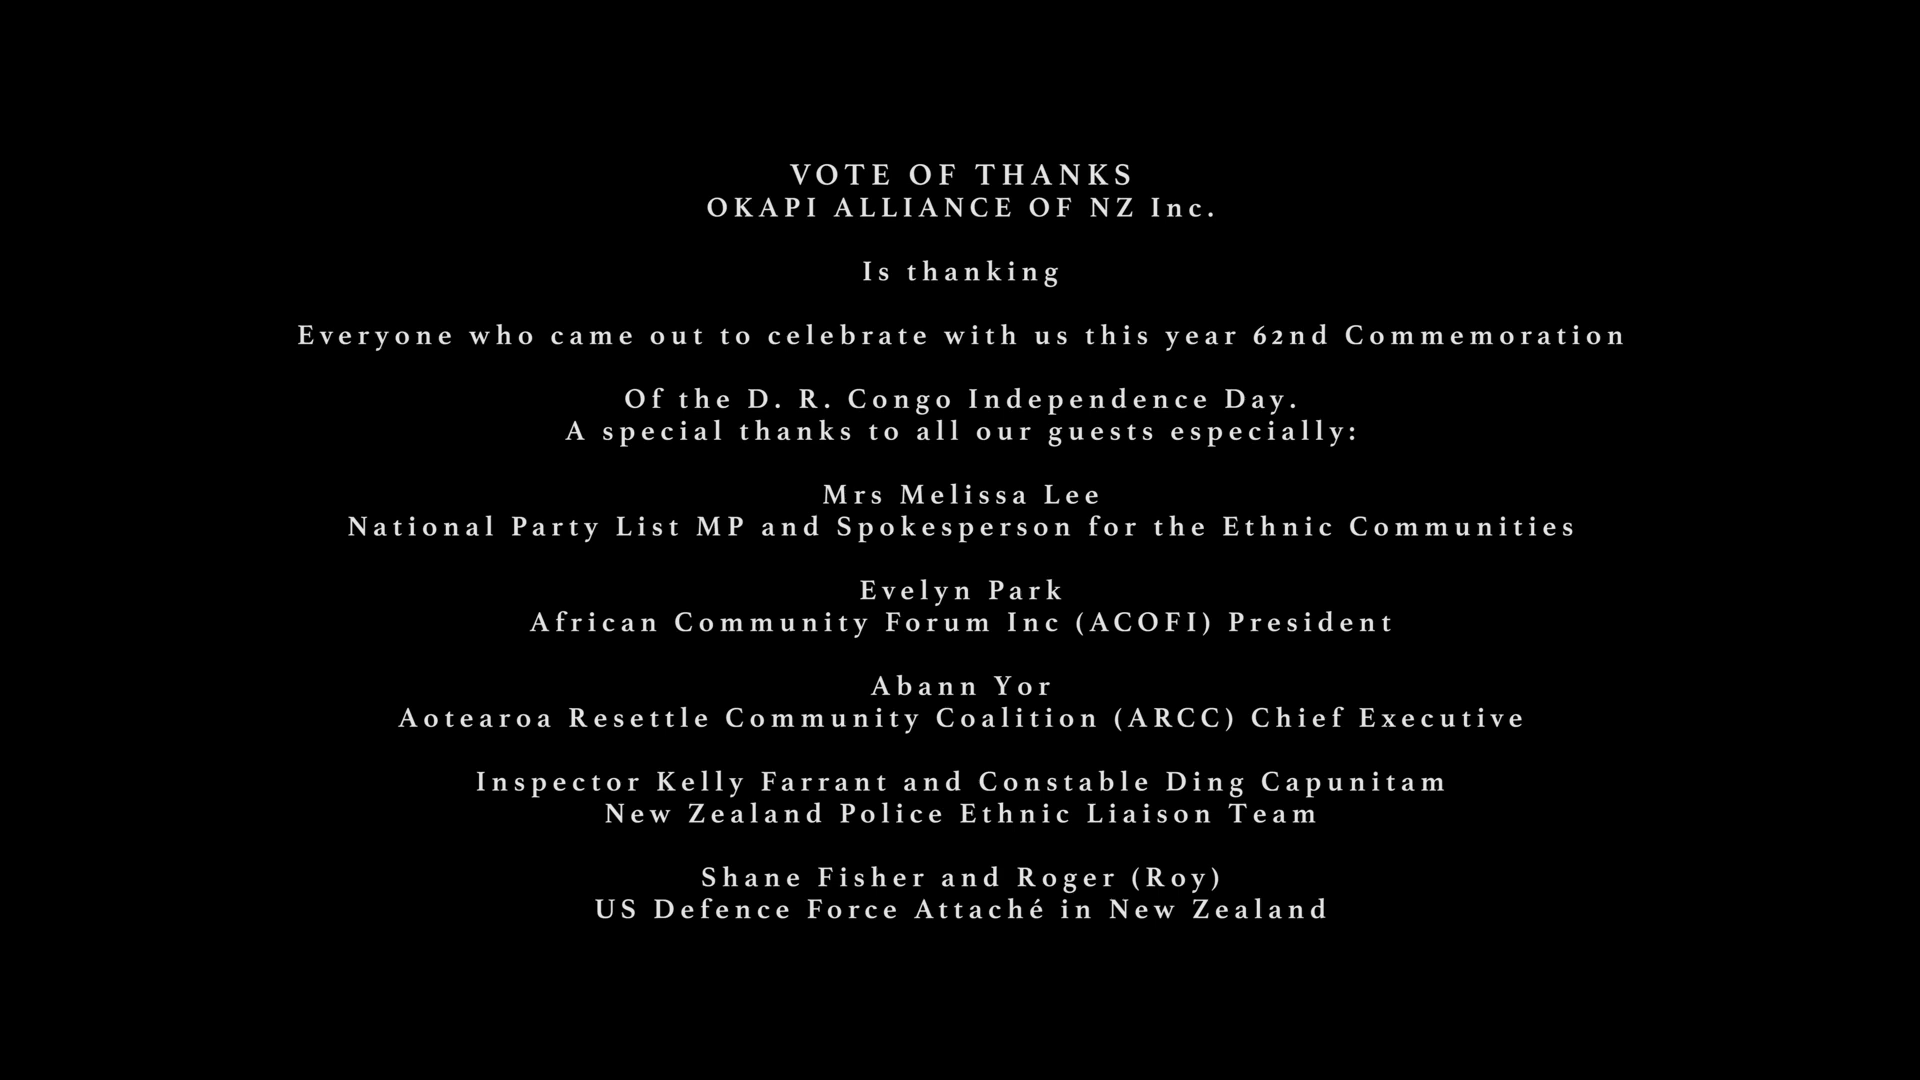 VOTE OF THANKS
OKAPI ALLIANCE OF NZ Inc.
Is thanking
Everyone who came out to celebrate with us this year 62nd Commemoration
Of the D. R. Congo Independence Day.
A special thanks to all our guests especially:
Mrs Melissa Lee
National Party List MP and Spokesperson for the Ethnic Communities
Evelyn Park
African Community Forum Inc (ACOFI) President
Abann Yor
Aotearoa Resettle Community Coalition (ARCC) Chief Executive
Inspector Kelly Farrant and Constable Ding Capunitam
New Zealand Police Ethnic Liaison Team
Shane Fisher and Roger (Roy)
US Defence Force Attaché in New Zealand